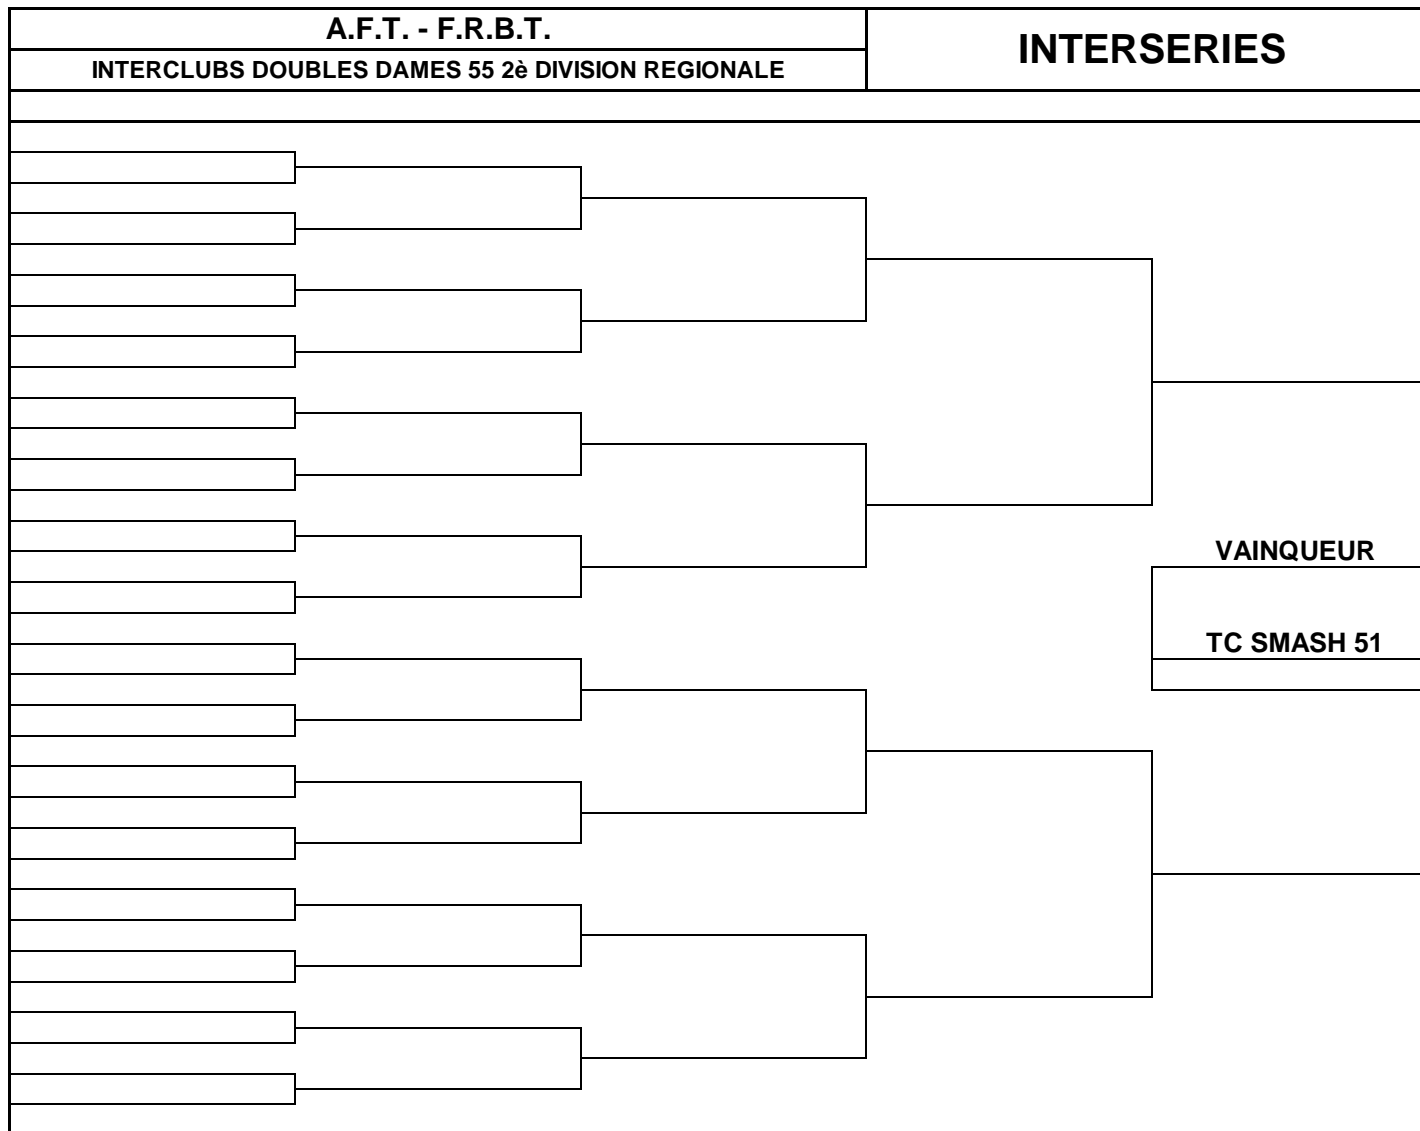 A.F.T. - F.R.B.T.
INTERSERIES
INTERCLUBS DOUBLES DAMES 55 2è DIVISION REGIONALE
VAINQUEUR
TC SMASH 51